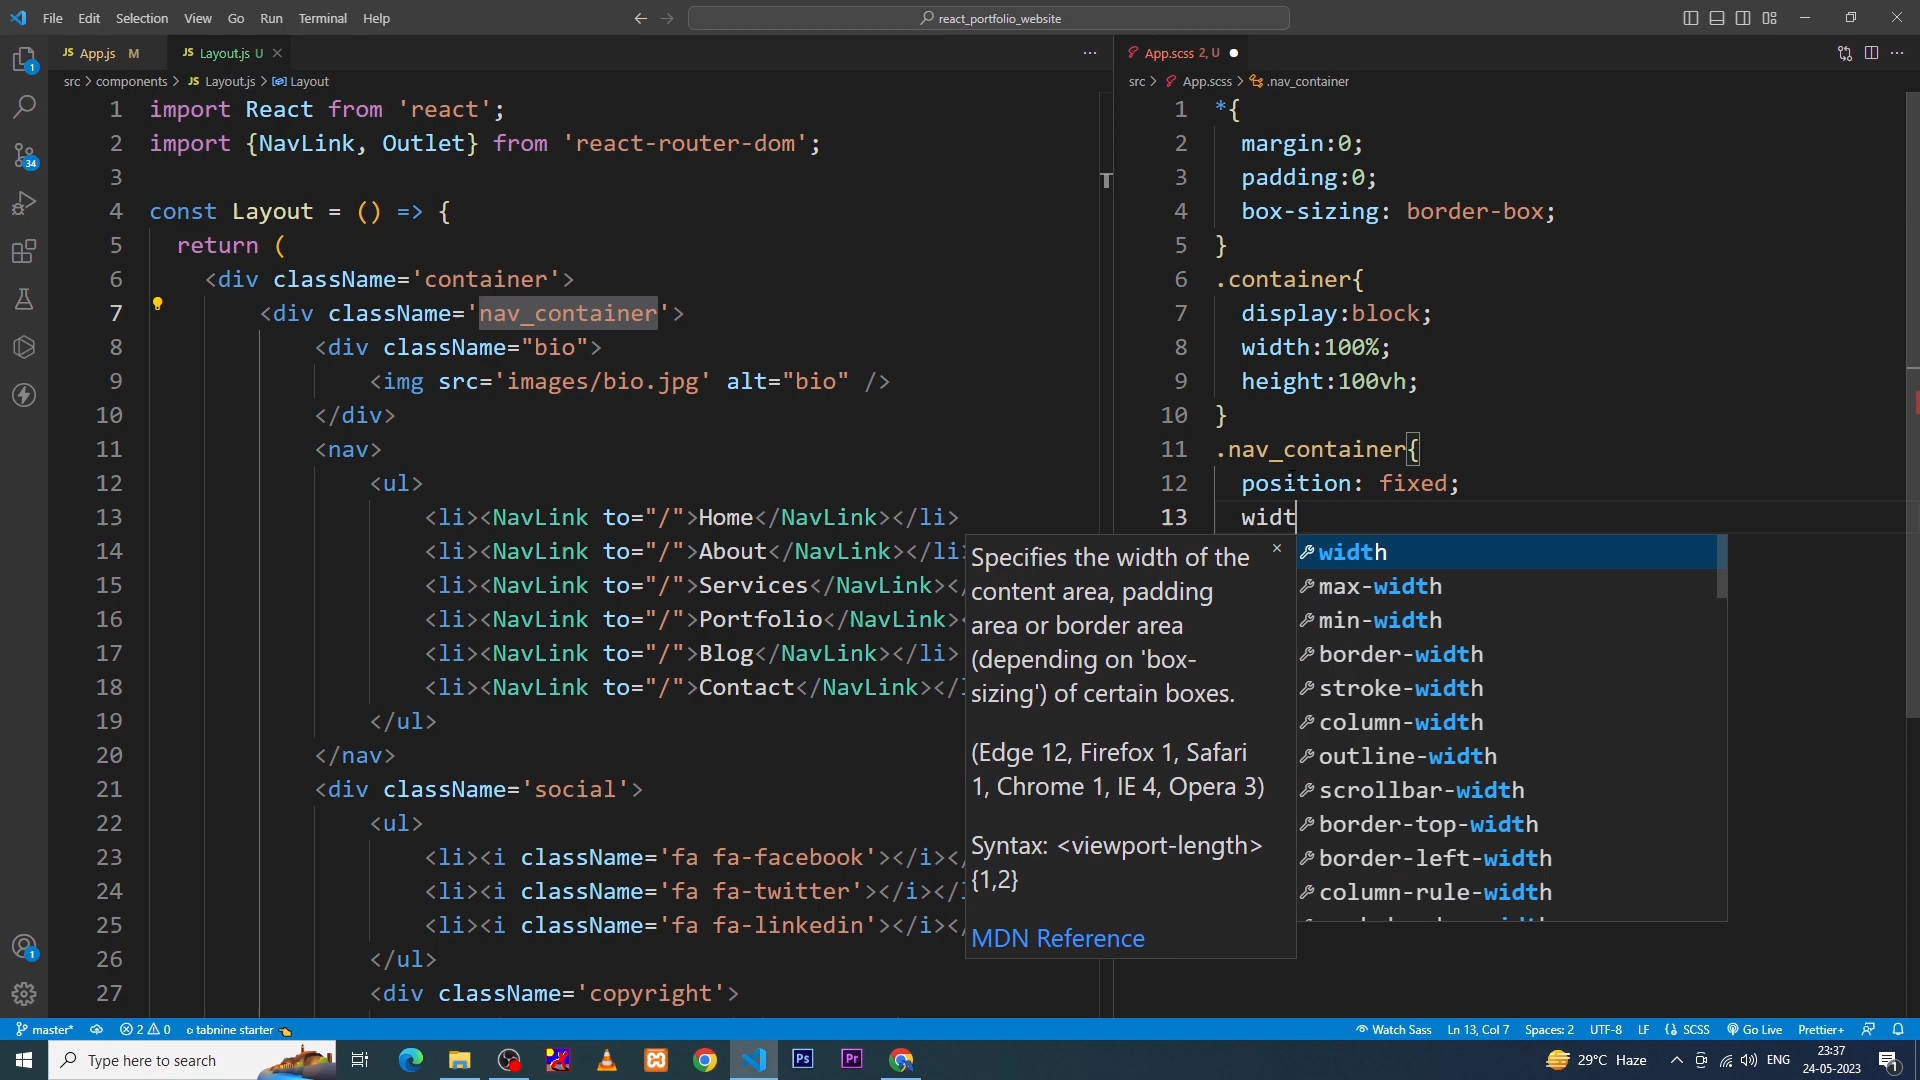 File Edit Selection View Go Run Terminal Help
react_portfolio_website
JS App.js M
JS Layout.js U
App.scss 2, U
src > components > JS Layout.js > Layout
src > App.scss > .nav_container
1 import React from 'react';
2 import {NavLink, Outlet} from 'react-router-dom';
3
4 const Layout = () => {
5 return (
6 <div className='container'>
7 <div className='nav_container'>
8 <div className="bio">
9 <img src='images/bio.jpg' alt="bio" />
10 </div>
11 <nav>
12 <ul>
13 <li><NavLink to="/">Home</NavLink></li>
14 <li><NavLink to="/">About</NavLink></li
15 <li><NavLink to="/">Services</NavLink><
16 <li><NavLink to="/">Portfolio</NavLink>
17 <li><NavLink to="/">Blog</NavLink></li>
18 <li><NavLink to="/">Contact</NavLink></
19 </ul>
20 </nav>
21 <div className='social'>
22 <ul>
23 <li><i className='fa fa-facebook'></i><
24 <li><i className='fa fa-twitter'></i></
25 <li><i className='fa fa-linkedin'></i><
26 </ul>
27 <div className='copyright'>
1 *{
2 margin:0;
3 padding:0;
4 box-sizing: border-box;
5 }
6 .container{
7 display:block;
8 width:100%;
9 height:100vh;
10 }
11 .nav_container{
12 position: fixed;
13 widt
Specifies the width of the
content area, padding
area or border area
(depending on 'box-
sizing') of certain boxes.
(Edge 12, Firefox 1, Safari
1, Chrome 1, IE 4, Opera 3)
Syntax: <viewport-length>
{1,2}
MDN Reference
width
max-width
min-width
border-width
stroke-width
column-width
outline-width
scrollbar-width
border-top-width
border-left-width
column-rule-width
1
34
1
master* 2 0 tabnine starter
Watch Sass Ln 13, Col 7 Spaces: 2 UTF-8 LF SCSS Go Live Prettier+
Type here to search
Ps
Pr
29°C Haze
ENG
23:37
24-05-2023
1